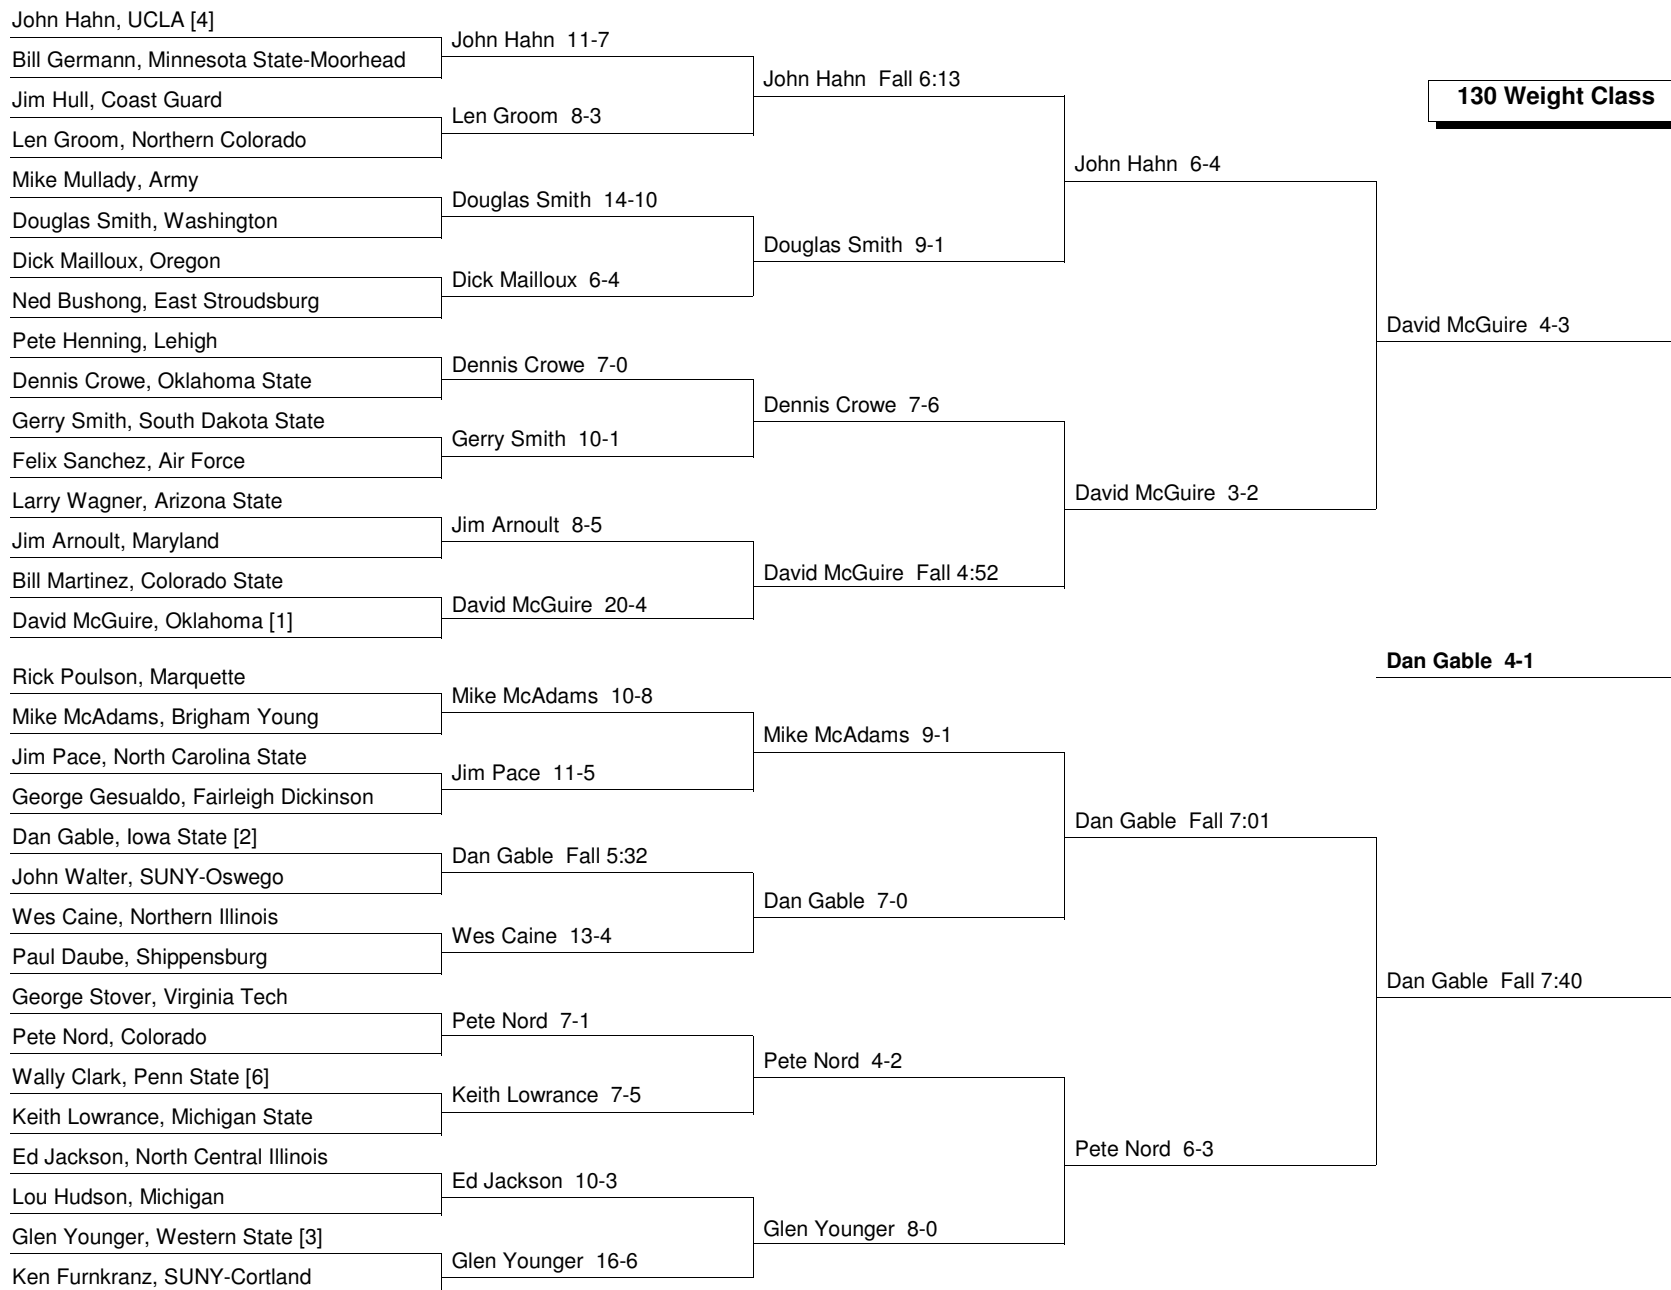 John Hahn, UCLA [4]
Bill Germann, Minnesota State-Moorhead
Jim Hull, Coast Guard
Len Groom, Northern Colorado
Mike Mullady, Army
Douglas Smith, Washington
Dick Mailloux, Oregon
Ned Bushong, East Stroudsburg
Pete Henning, Lehigh
Dennis Crowe, Oklahoma State
Gerry Smith, South Dakota State
Felix Sanchez, Air Force
Larry Wagner, Arizona State
Jim Arnoult, Maryland
Bill Martinez, Colorado State
David McGuire, Oklahoma [1]
Rick Poulson, Marquette
Mike McAdams, Brigham Young
Jim Pace, North Carolina State
George Gesualdo, Fairleigh Dickinson
Dan Gable, Iowa State [2]
John Walter, SUNY-Oswego
Wes Caine, Northern Illinois
Paul Daube, Shippensburg
George Stover, Virginia Tech
Pete Nord, Colorado
Wally Clark, Penn State [6]
Keith Lowrance, Michigan State
Ed Jackson, North Central Illinois
Lou Hudson, Michigan
Glen Younger, Western State [3]
Ken Furnkranz, SUNY-Cortland
John Hahn 11-7
Len Groom 8-3
Douglas Smith 14-10
Dick Mailloux 6-4
Dennis Crowe 7-0
Gerry Smith 10-1
Jim Arnoult 8-5
David McGuire 20-4
Mike McAdams 10-8
Jim Pace 11-5
Dan Gable Fall 5:32
Wes Caine 13-4
Pete Nord 7-1
Keith Lowrance 7-5
Ed Jackson 10-3
Glen Younger 16-6
John Hahn Fall 6:13
Douglas Smith 9-1
Dennis Crowe 7-6
David McGuire Fall 4:52
Mike McAdams 9-1
Dan Gable 7-0
Pete Nord 4-2
Glen Younger 8-0
John Hahn 6-4
David McGuire 3-2
Dan Gable Fall 7:01
Pete Nord 6-3
130 Weight Class
David McGuire 4-3
Dan Gable 4-1
Dan Gable Fall 7:40